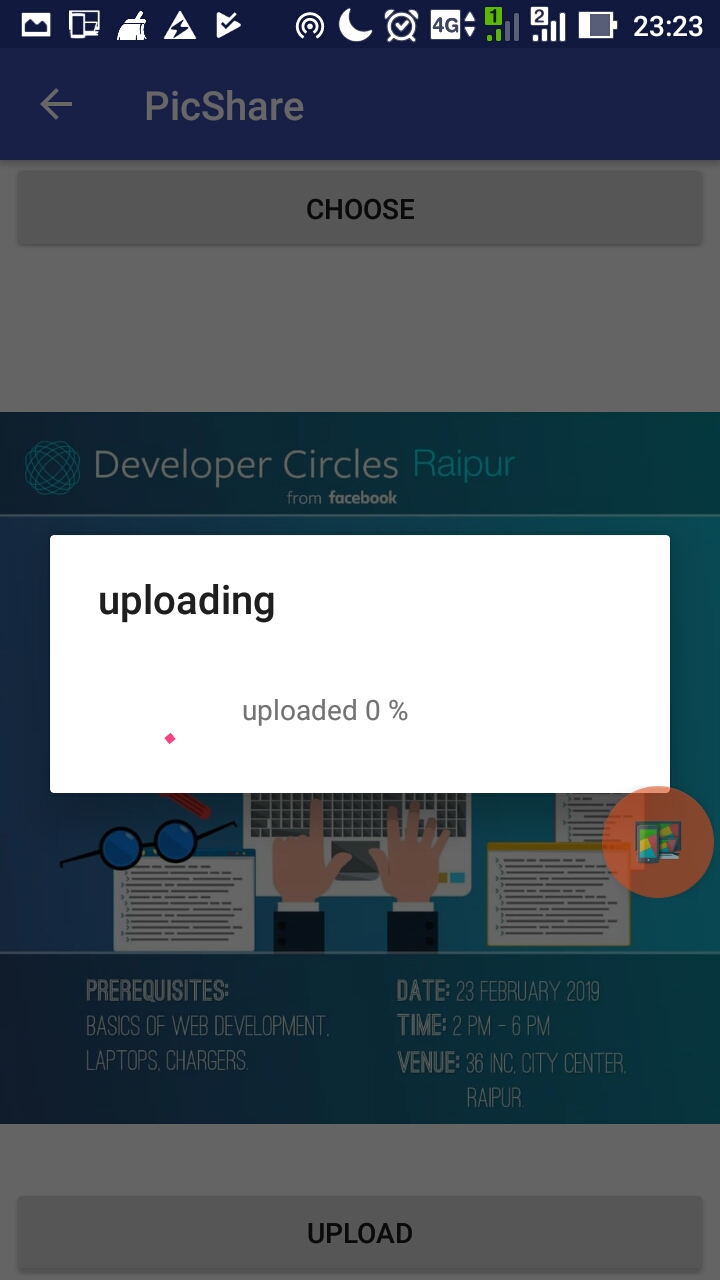 4G 1 2 23:23
PicShare
CHOOSE
Developer Circles Raipur
from facebook
uploading
uploaded 0 %
PREREQUISITES:
BASICS OF WEB DEVELOPMENT,
LAPTOPS, CHARGERS.
DATE: 23 FEBRUARY 2019
TIME: 2 PM - 6 PM
VENUE: 36 INC, CITY CENTER,
RAIPUR.
UPLOAD